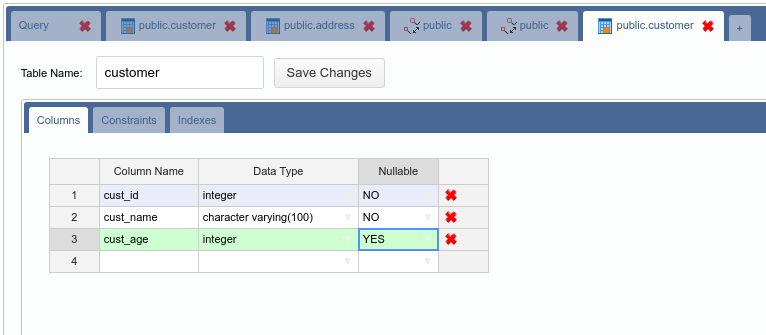 Query public.customer public.address public public public.customer +
Table Name: customer Save Changes
Columns Constraints Indexes
Column Name Data Type Nullable
1 cust_id integer NO
2 cust_name character varying(100) NO
3 cust_age integer YES
4